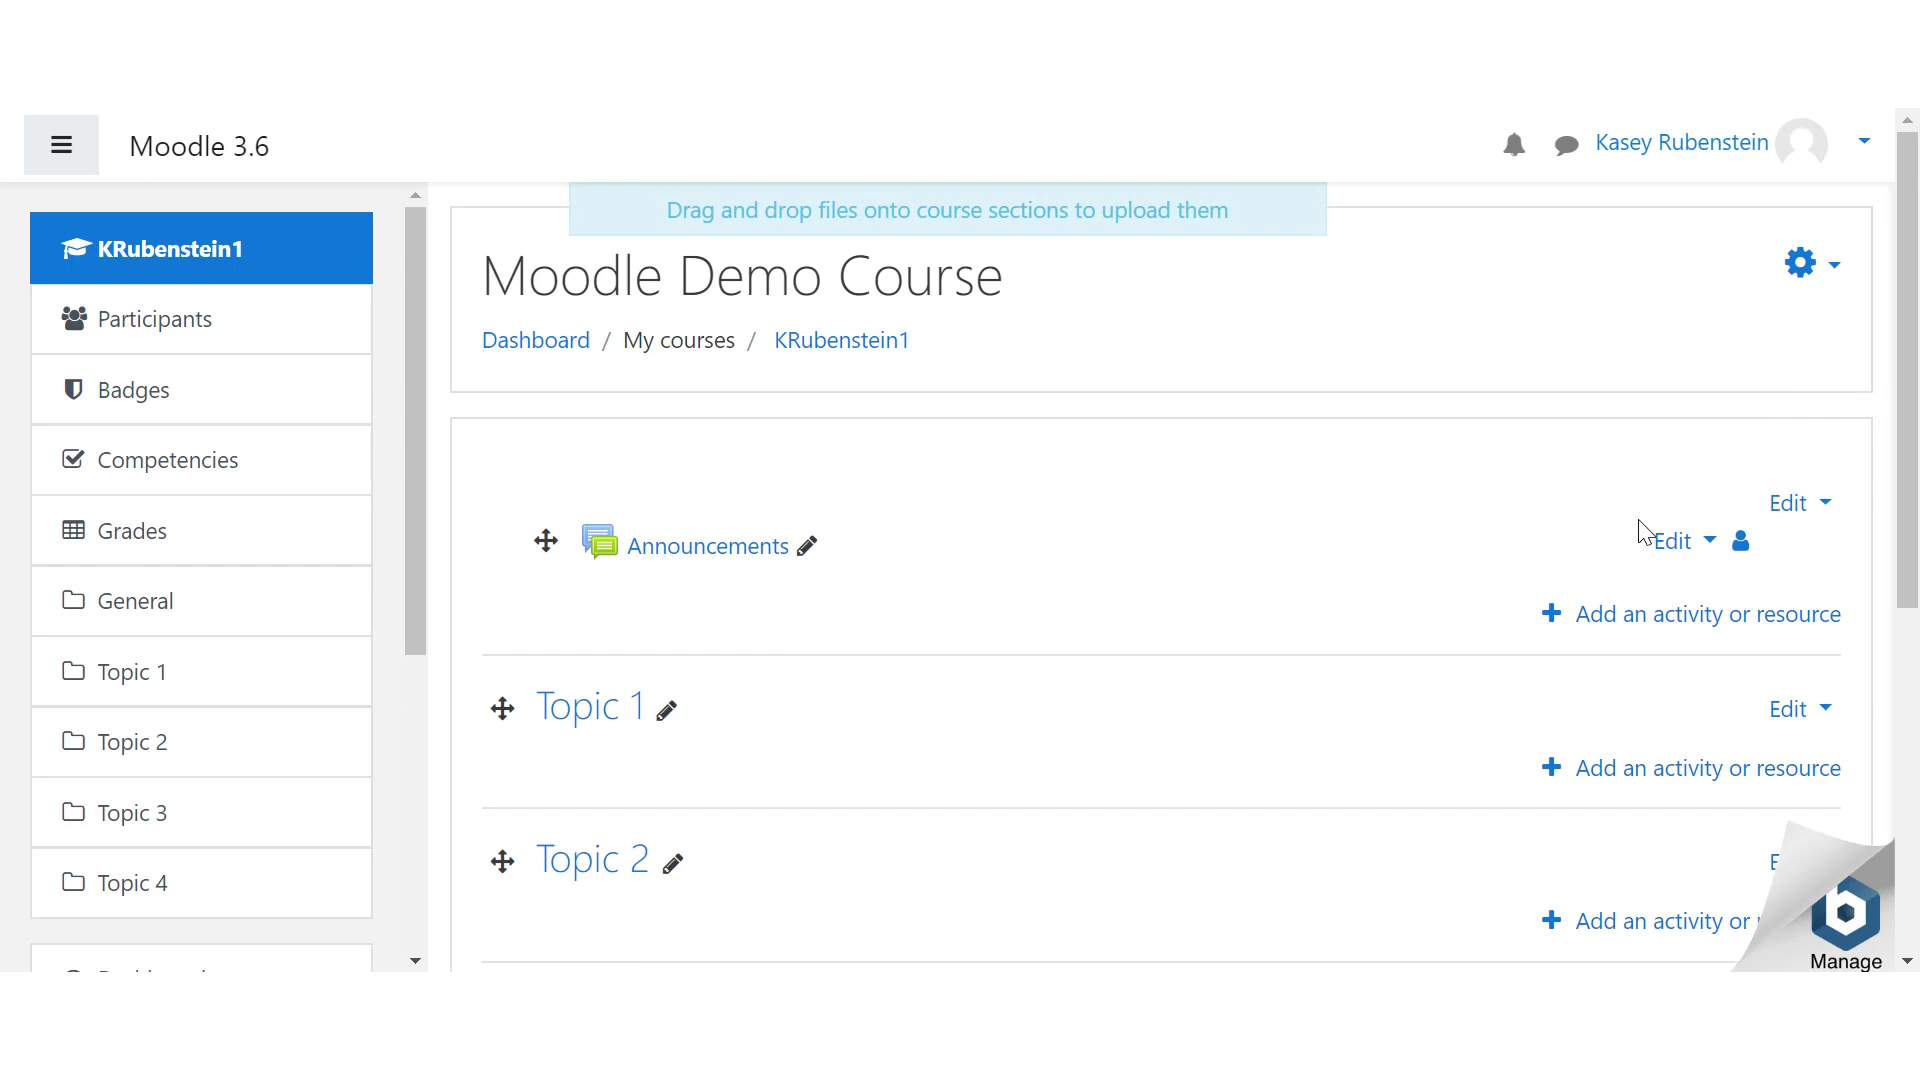 Moodle 3.6
Kasey Rubenstein
Drag and drop files onto course sections to upload them
KRubenstein1
Participants
Badges
Competencies
Grades
General
Topic 1
Topic 2
Topic 3
Topic 4
Moodle Demo Course
Dashboard / My courses / KRubenstein1
Edit
Announcements
Edit
Add an activity or resource
Topic 1
Edit
Add an activity or resource
Topic 2
Add an activity or
Manage